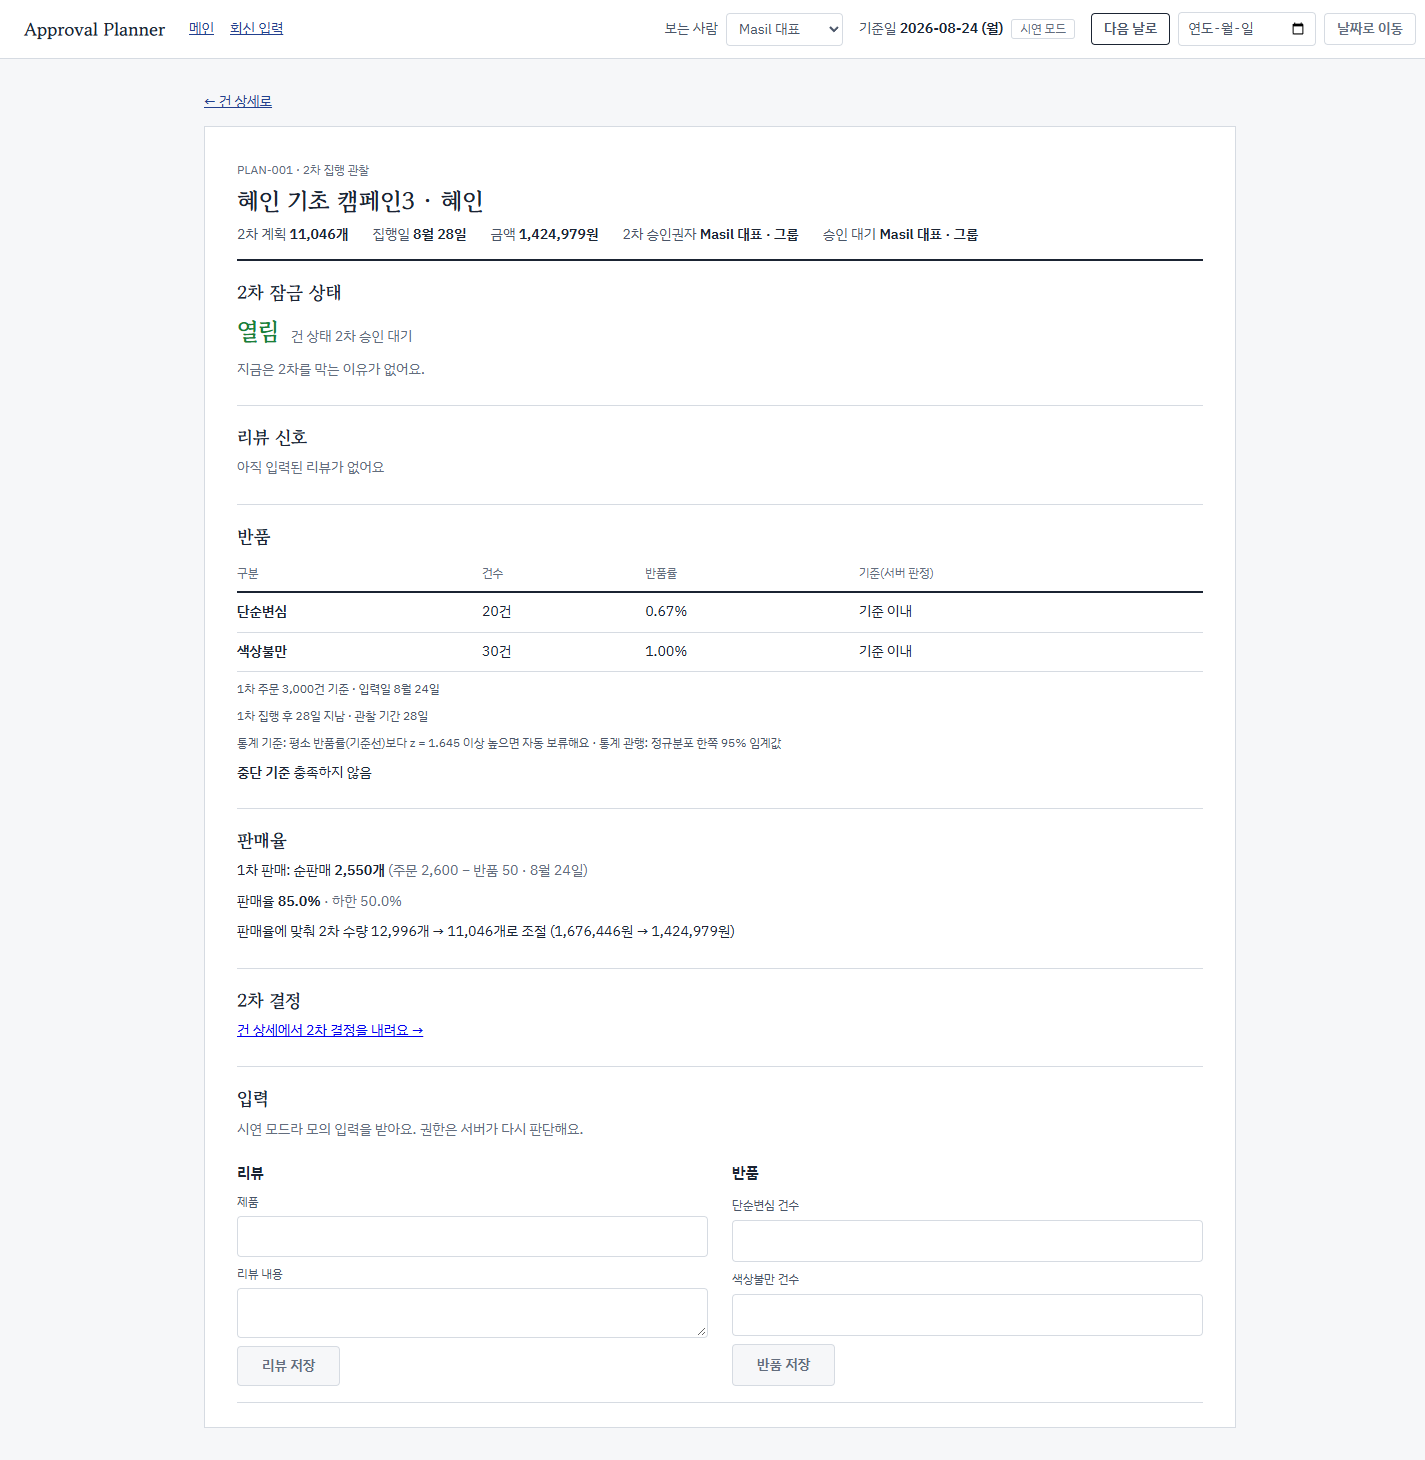 Approval Planner 메인 회신 입력 보는 사람 Masil 대표 기준일 2026-08-24 (월) 시연 모드 다음 날로 연도-월-일 날짜로 이동
← 건 상세로
PLAN-001 · 2차 집행 관찰
혜인 기초 캠페인3 · 혜인
2차 계획 11,046개 집행일 8월 28일 금액 1,424,979원 2차 승인권자 Masil 대표 · 그룹 승인 대기 Masil 대표 · 그룹
2차 잠금 상태
열림 건 상태 2차 승인 대기
지금은 2차를 막는 이유가 없어요.
리뷰 신호
아직 입력된 리뷰가 없어요
반품
구분 건수 반품률 기준(서버 판정)
단순변심 20건 0.67% 기준 이내
색상불만 30건 1.00% 기준 이내
1차 주문 3,000건 기준 · 입력일 8월 24일
1차 집행 후 28일 지남 · 관찰 기간 28일
통계 기준: 평소 반품률(기준선)보다 z = 1.645 이상 높으면 자동 보류해요 · 통계 관행: 정규분포 한쪽 95% 임계값
중단 기준 충족하지 않음
판매율
1차 판매: 순판매 2,550개 (주문 2,600 − 반품 50 · 8월 24일)
판매율 85.0% · 하한 50.0%
판매율에 맞춰 2차 수량 12,996개 → 11,046개로 조절 (1,676,446원 → 1,424,979원)
2차 결정
건 상세에서 2차 결정을 내려요 →
입력
시연 모드라 모의 입력을 받아요. 권한은 서버가 다시 판단해요.
리뷰
제품
리뷰 내용
리뷰 저장
반품
단순변심 건수
색상불만 건수
반품 저장